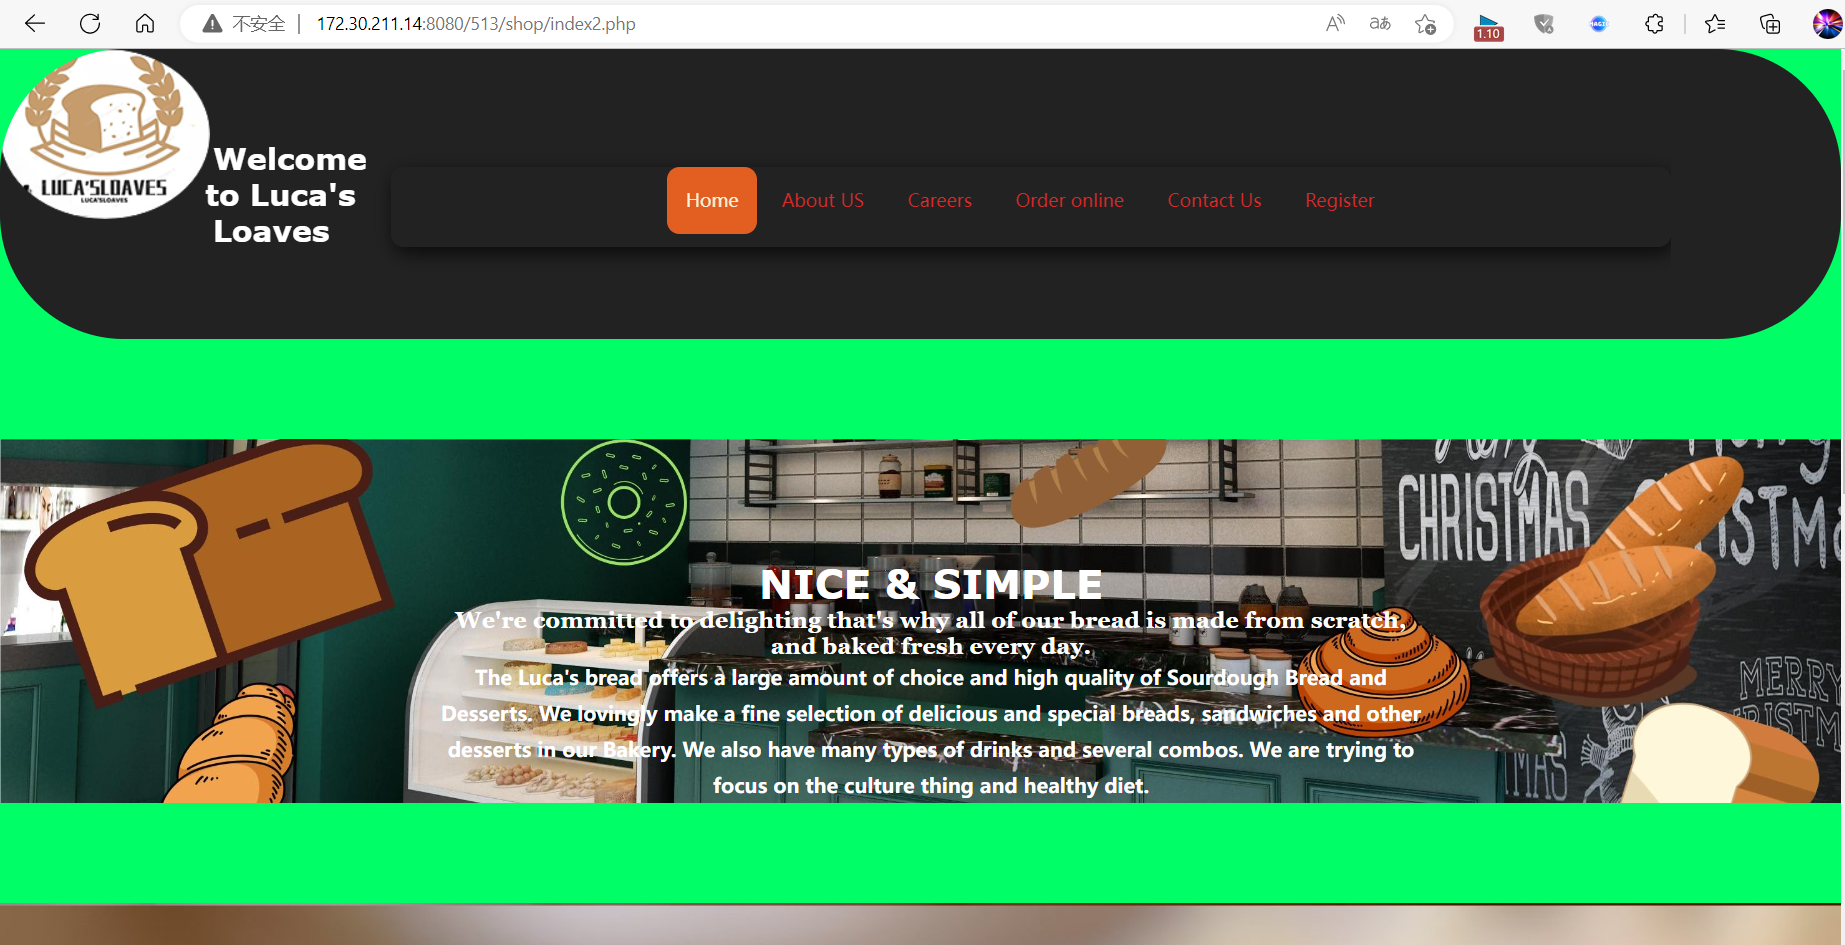 不安全 | 172.30.211.14:8080/513/shop/index2.php
1.10
LUCA'SLOAVES
LUCA'SLOAVES
Welcome
to Luca's
Loaves
Home About US Careers Order online Contact Us Register
CHRISTMAS
NICE & SIMPLE
We're committed to delighting that's why all of our bread is made from scratch,
and baked fresh every day.
The Luca's bread offers a large amount of choice and high quality of Sourdough Bread and
Desserts. We lovingly make a fine selection of delicious and special breads, sandwiches and other
desserts in our Bakery. We also have many types of drinks and several combos. We are trying to
focus on the culture thing and healthy diet.
MERRY